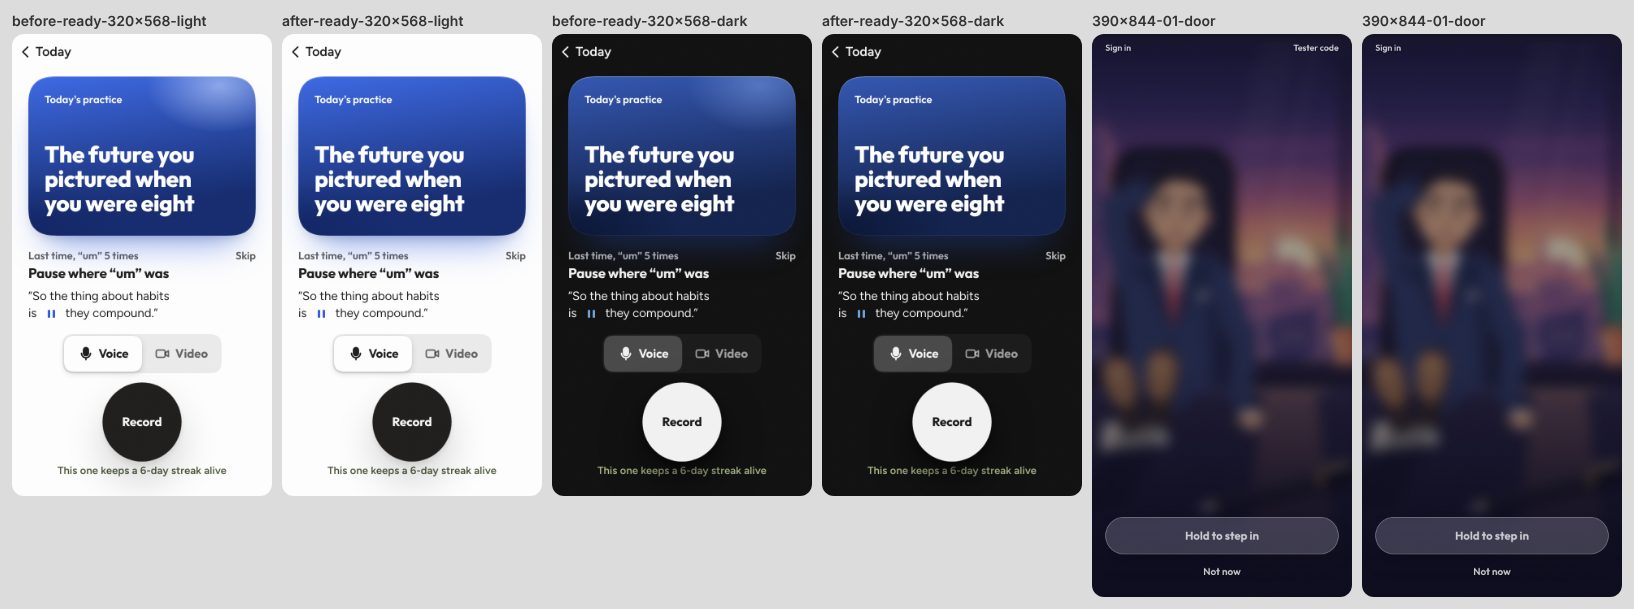 before-ready-320×568-light
Today
Today's practice
The future you
pictured when
you were eight
Last time, “um” 5 times
Skip
Pause where “um” was
“So the thing about habits
is they compound.”
Voice
Video
Record
This one keeps a 6-day streak alive
after-ready-320×568-light
Today
Today's practice
The future you
pictured when
you were eight
Last time, “um” 5 times
Skip
Pause where “um” was
“So the thing about habits
is they compound.”
Voice
Video
Record
This one keeps a 6-day streak alive
before-ready-320×568-dark
Today
Today's practice
The future you
pictured when
you were eight
Last time, “um” 5 times
Skip
Pause where “um” was
“So the thing about habits
is they compound.”
Voice
Video
Record
This one keeps a 6-day streak alive
after-ready-320×568-dark
Today
Today's practice
The future you
pictured when
you were eight
Last time, “um” 5 times
Skip
Pause where “um” was
“So the thing about habits
is they compound.”
Voice
Video
Record
This one keeps a 6-day streak alive
390×844-01-door
Sign in
Tester code
Hold to step in
Not now
390×844-01-door
Sign in
Hold to step in
Not now